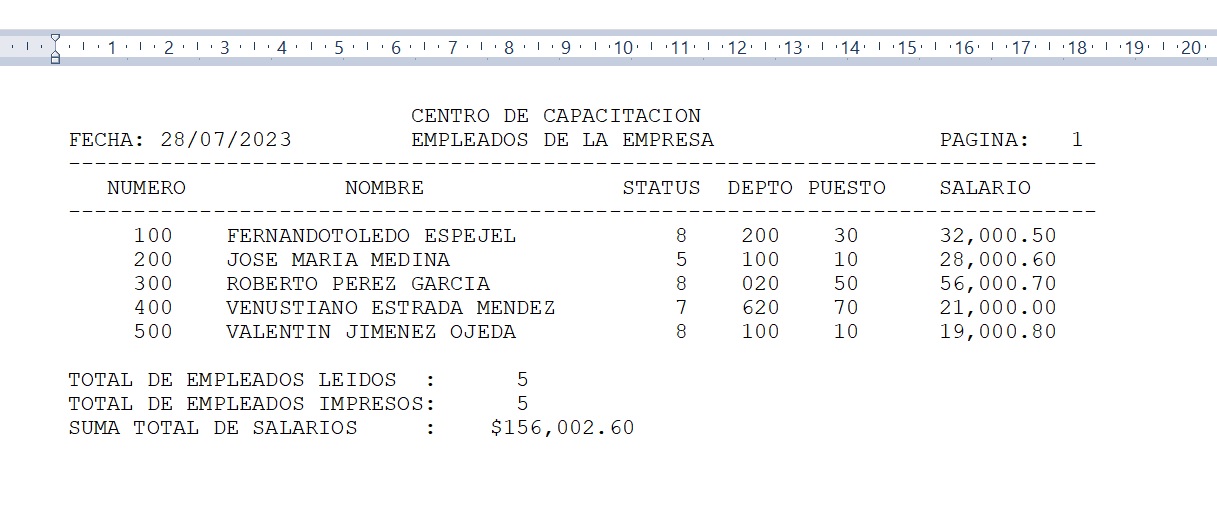 1 2 3 4 5 6 7 8 9 10 11 12 13 14 15 16 17 18 19 20
CENTRO DE CAPACITACION
FECHA: 28/07/2023 EMPLEADOS DE LA EMPRESA PAGINA: 1
------------------------------------------------------------------------------
NUMERO NOMBRE STATUS DEPTO PUESTO SALARIO
------------------------------------------------------------------------------
100 FERNANDOTOLEDO ESPEJEL 8 200 30 32,000.50
200 JOSE MARIA MEDINA 5 100 10 28,000.60
300 ROBERTO PEREZ GARCIA 8 020 50 56,000.70
400 VENUSTIANO ESTRADA MENDEZ 7 620 70 21,000.00
500 VALENTIN JIMENEZ OJEDA 8 100 10 19,000.80
TOTAL DE EMPLEADOS LEIDOS : 5
TOTAL DE EMPLEADOS IMPRESOS: 5
SUMA TOTAL DE SALARIOS : $156,002.60